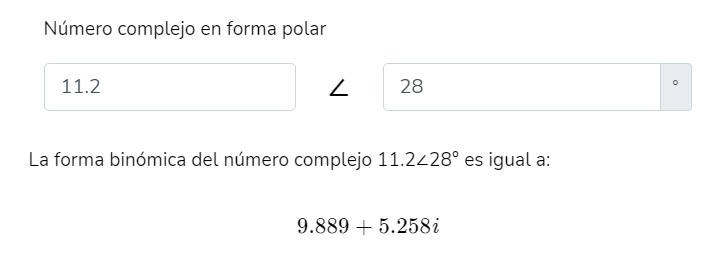 Número complejo en forma polar
11.2 ∠ 28 °
La forma binómica del número complejo 11.2∠28° es igual a:
9.889 + 5.258i